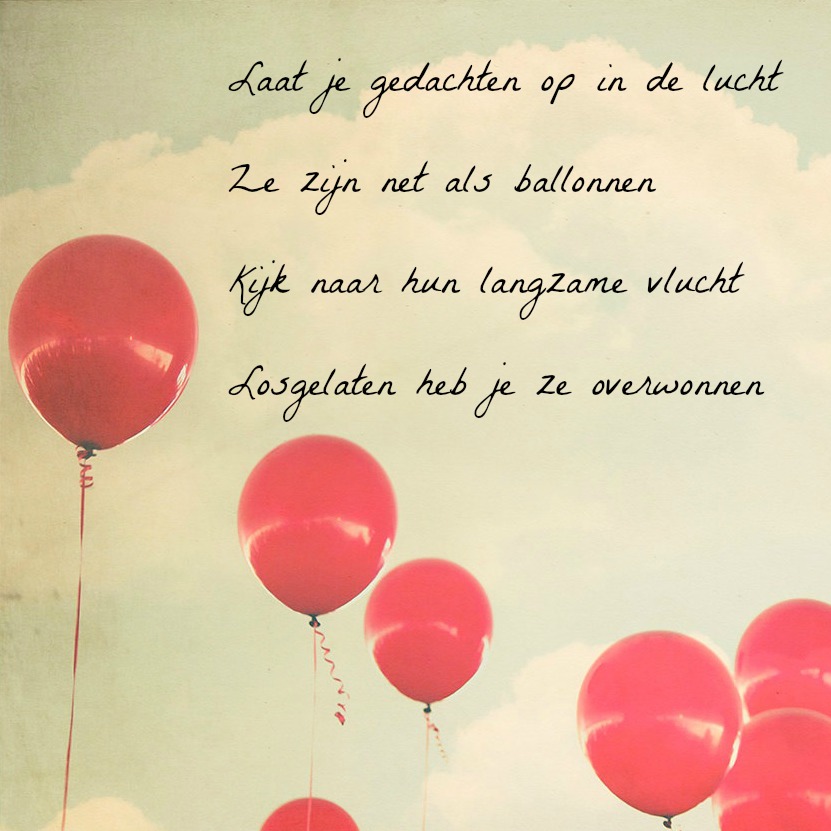 Laat je gedachten op in de lucht
Ze zijn net als ballonnen
Kijk naar hun langzame vlucht
Losgelaten heb je ze overwonnen